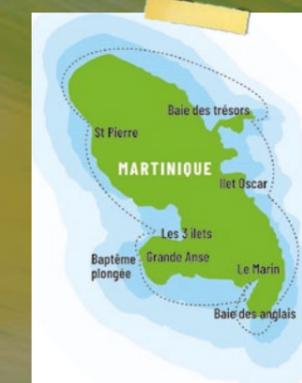 Baie des trésors
St Pierre
MARTINIQUE
Ilet Oscar
Les 3 ilets
Baptême
plongée
Grande Anse
Le Marin
Baie des anglais